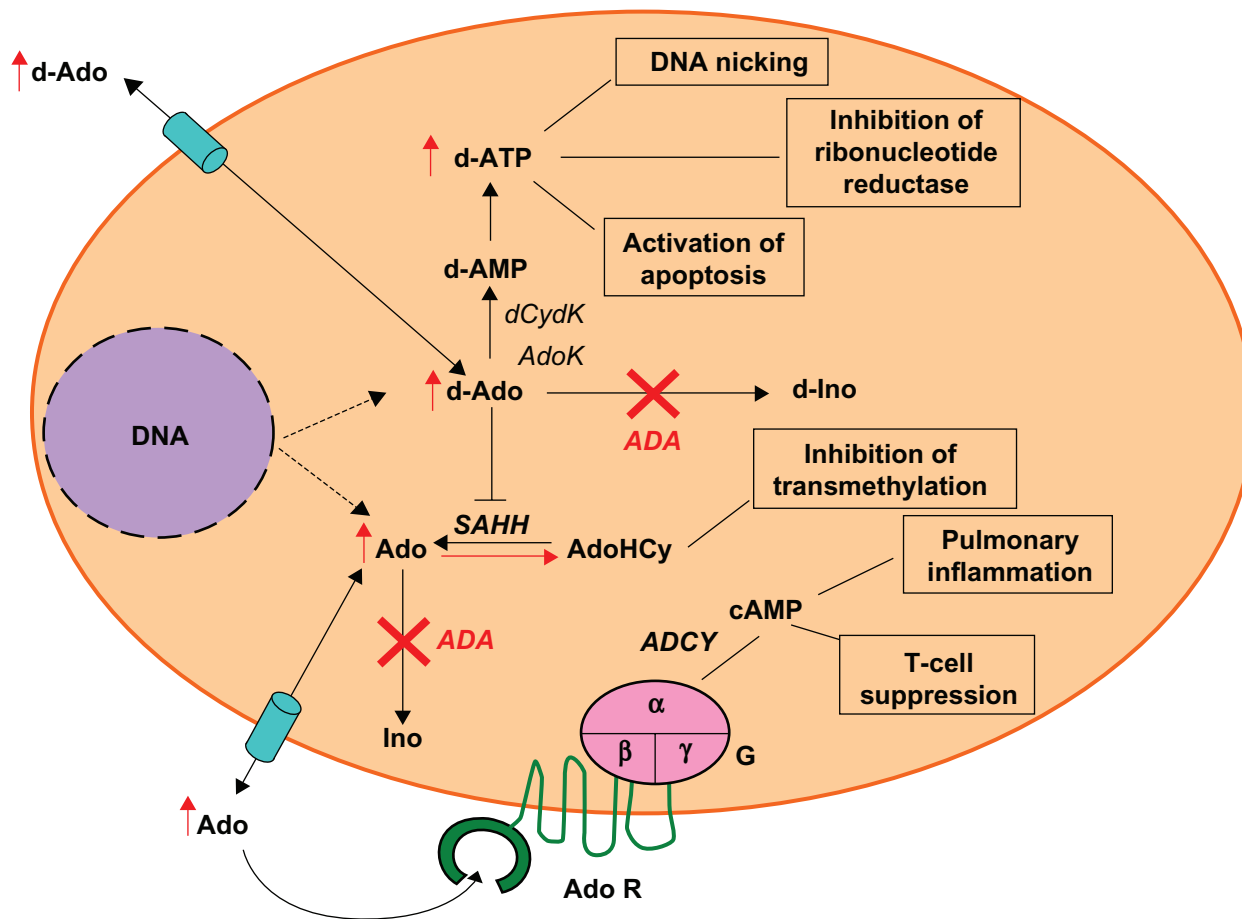 d-Ado
DNA nicking
d-ATP
Inhibition of
ribonucleotide
reductase
Activation of
apoptosis
d-AMP
dCydK
AdoK
d-Ado
d-Ino
ADA
DNA
Inhibition of
transmethylation
SAHH
Ado
AdoHCy
Pulmonary
inflammation
cAMP
ADA
ADCY
T-cell
suppression
α
Ino
β
γ
G
Ado
Ado R